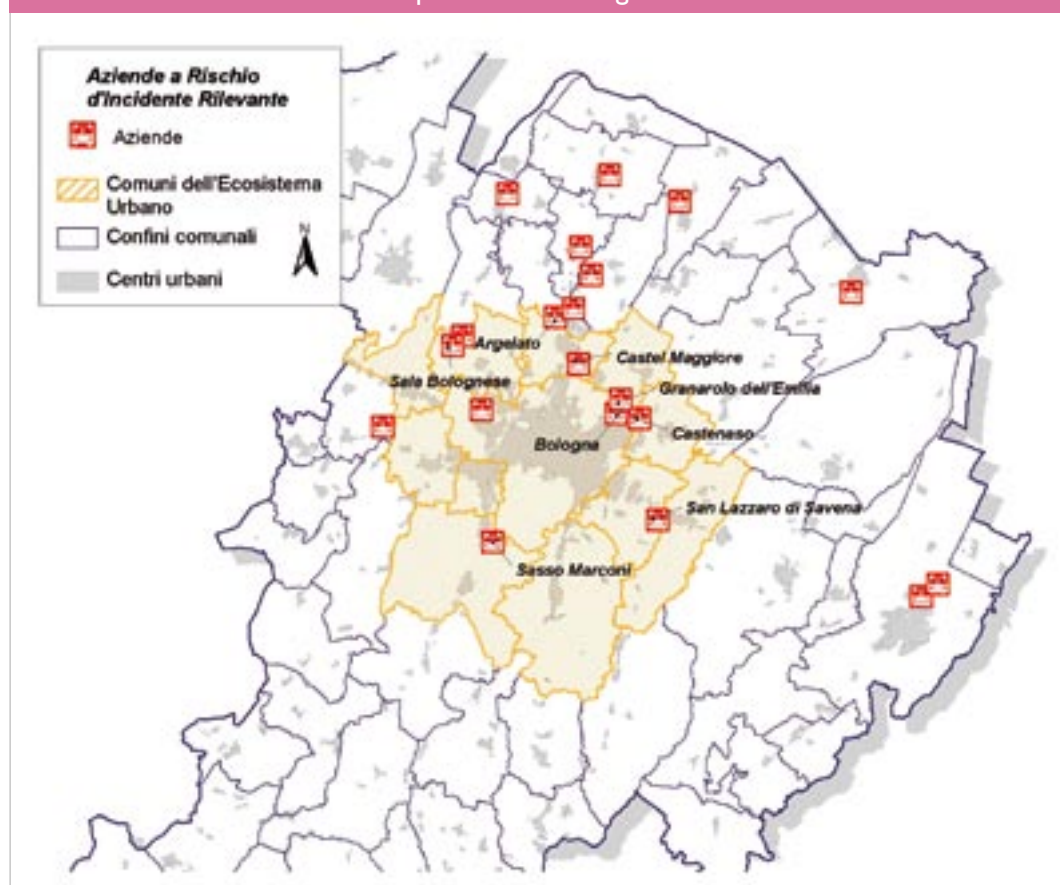 Aziende a Rischio
d'Incidente Rilevante
Aziende
Comuni dell'Ecosistema
Urbano
N
Confini comunali
Centri urbani
Argelato
Castel Maggiore
Sala Bolognese
Granarolo dell'Emilia
Castenaso
Bologna
San Lazzaro di Savena
Sasso Marconi